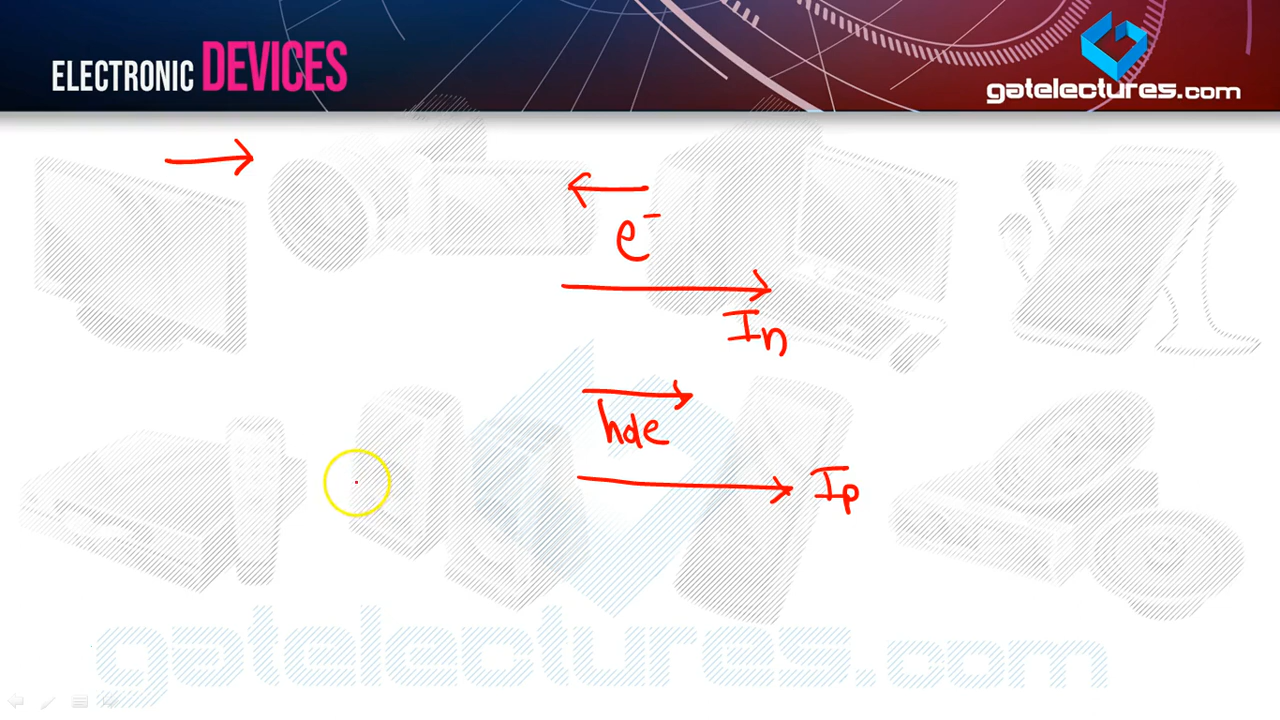 ELECTRONIC DEVICES
gatelectures.com
e⁻
In
hole
Ip
gatelectures.com